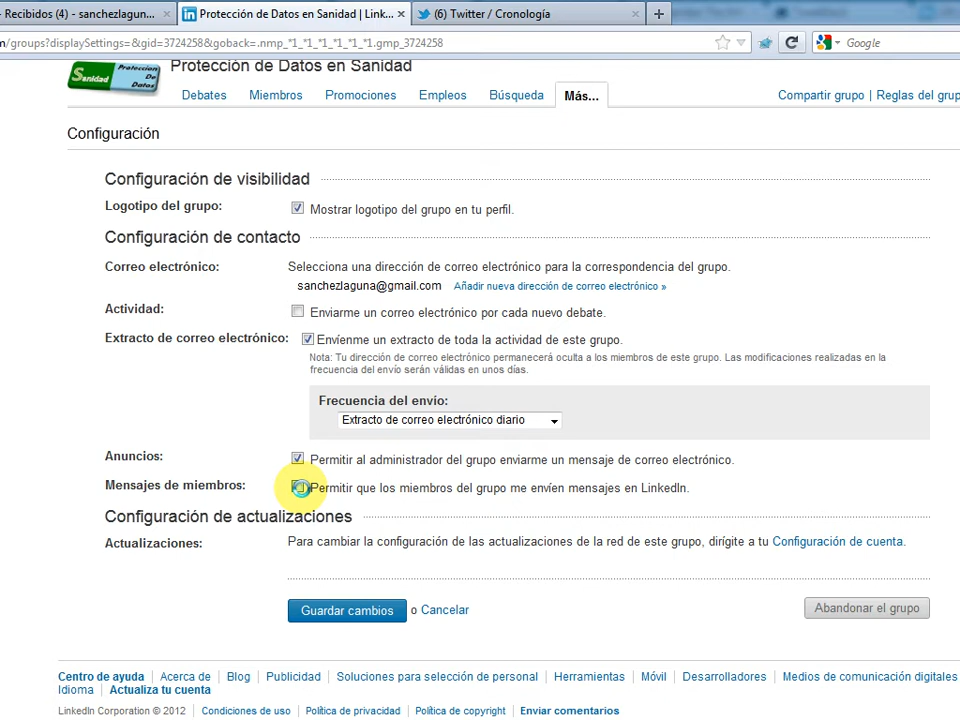 - Recibidos (4) - sanchezlaguna... ×
Protección de Datos en Sanidad | Link... ×
(6) Twitter / Cronología ×
m/groups?displaySettings=&gid=3724258&goback=.nmp_*1_*1_*1_*1_*1_*1.gmp_3724258
Google
Sanidad Protección De Datos
Protección de Datos en Sanidad
Debates Miembros Promociones Empleos Búsqueda Más...
Compartir grupo | Reglas del grup
Configuración
Configuración de visibilidad
Logotipo del grupo: Mostrar logotipo del grupo en tu perfil.
Configuración de contacto
Correo electrónico: Selecciona una dirección de correo electrónico para la correspondencia del grupo.
sanchezlaguna@gmail.com Añadir nueva dirección de correo electrónico »
Actividad: Enviarme un correo electrónico por cada nuevo debate.
Extracto de correo electrónico: Envíenme un extracto de toda la actividad de este grupo.
Nota: Tu dirección de correo electrónico permanecerá oculta a los miembros de este grupo. Las modificaciones realizadas en la
frecuencia del envío serán válidas en unos días.
Frecuencia del envío:
Extracto de correo electrónico diario
Anuncios: Permitir al administrador del grupo enviarme un mensaje de correo electrónico.
Mensajes de miembros: Permitir que los miembros del grupo me envíen mensajes en LinkedIn.
Configuración de actualizaciones
Actualizaciones: Para cambiar la configuración de las actualizaciones de la red de este grupo, dirígite a tu Configuración de cuenta.
Guardar cambios o Cancelar
Abandonar el grupo
Centro de ayuda | Acerca de | Blog | Publicidad | Soluciones para selección de personal | Herramientas | Móvil | Desarrolladores | Medios de comunicación digitales
Idioma | Actualiza tu cuenta
LinkedIn Corporation © 2012 | Condiciones de uso | Política de privacidad | Política de copyright | Enviar comentarios